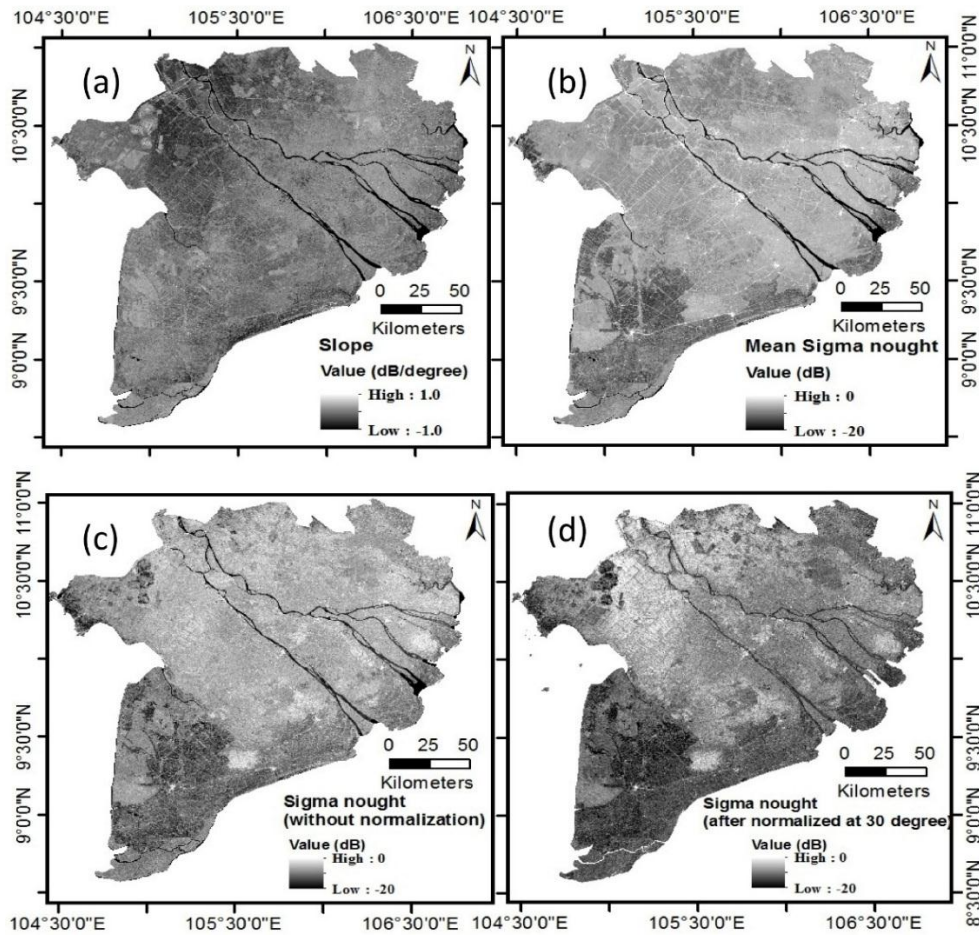 104°30'0"E 105°30'0"E 106°30'0"E 105°30'0"E 106°30'0"E
(a)
N
10°30'0"N
9°30'0"N
9°0'0"N
0 25 50
Kilometers
Slope
Value (dB/degree)
High : 1.0
Low : -1.0
(b)
N
11°0'0"N
10°30'0"N
9°30'0"N
9°0'0"N
0 25 50
Kilometers
Mean Sigma nought
Value (dB)
High : 0
Low : -20
(c)
N
11°0'0"N
10°30'0"N
9°30'0"N
9°0'0"N
0 25 50
Kilometers
Sigma nought
(without normalization)
Value (dB)
High : 0
Low : -20
(d)
N
11°0'0"N
10°30'0"N
9°30'0"N
9°0'0"N
8°30'0"N
0 25 50
Kilometers
Sigma nought
(after normalized at 30 degree)
Value (dB)
High : 0
Low : -20
104°30'0"E 105°30'0"E 106°30'0"E 105°30'0"E 106°30'0"E